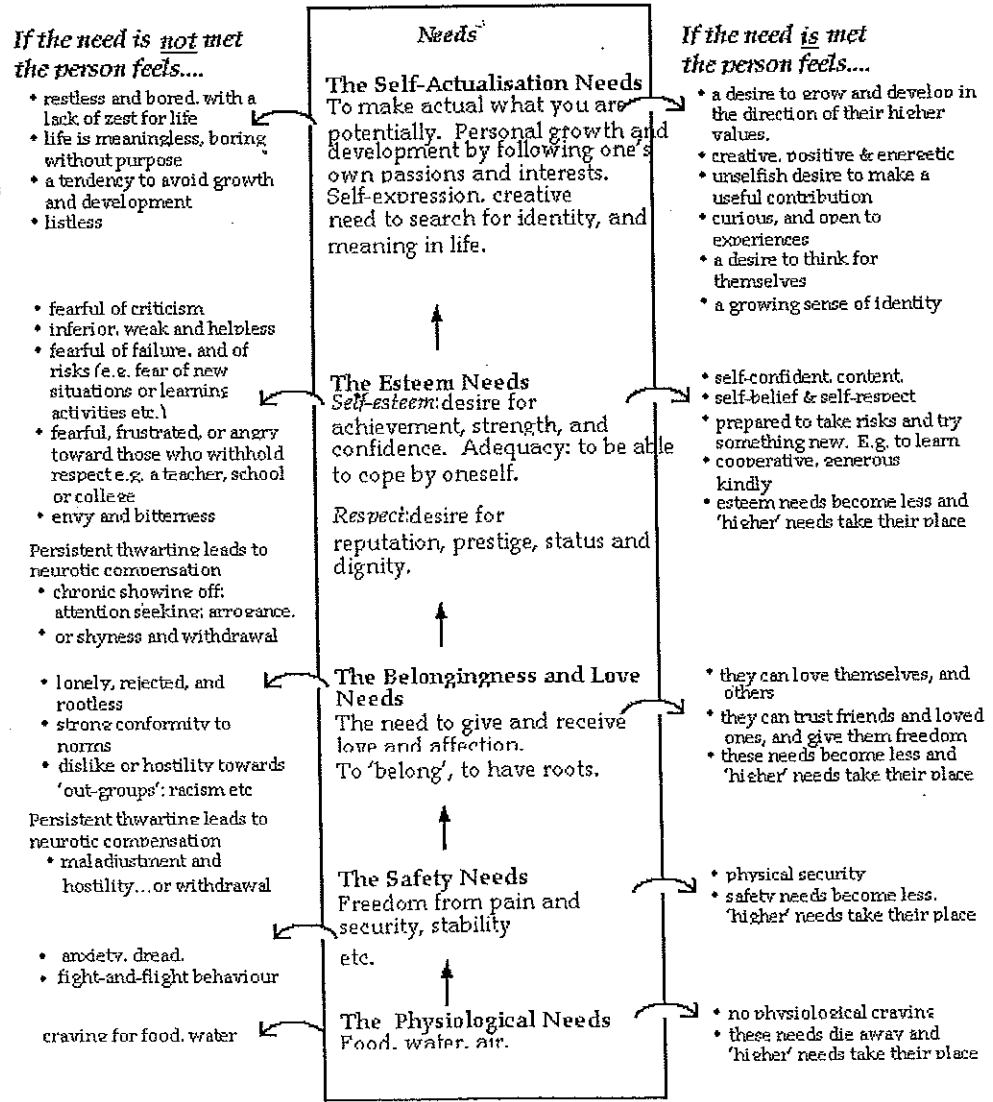 If the need is not met
the person feels....
• restless and bored. with a
lack of zest for life
• life is meaningless, boring
without purpose
• a tendency to avoid growth
and development
• listless
• fearful of criticism
• inferior. weak and helpless
• fearful of failure. and of
risks (e.g. fear of new
situations or learning
activities etc.)
• fearful, frustrated, or angry
toward those who withhold
respect e.g. a teacher, school
or college
• envy and bitterness
Persistent thwarting leads to
neurotic compensation
• chronic showing off;
attention seeking; arrogance.
• or shyness and withdrawal
• lonely, rejected, and
rootless
• strong conformity to
norms
• dislike or hostility towards
'out-groups': racism etc
Persistent thwarting leads to
neurotic compensation
• maladjustment and
hostility...or withdrawal
• anxiety. dread.
• fight-and-flight behaviour
craving for food. water
Needs
The Self-Actualisation Needs
To make actual what you are
potentially. Personal growth and
development by following one's
own passions and interests.
Self-expression. creative
need to search for identity, and
meaning in life.
The Esteem Needs
Self-esteem: desire for
achievement, strength, and
confidence. Adequacy: to be able
to cope by oneself.
Respect: desire for
reputation, prestige, status and
dignity.
The Belongingness and Love
Needs
The need to give and receive
love and affection.
To 'belong', to have roots.
The Safety Needs
Freedom from pain and
security, stability
etc.
The Physiological Needs
Food. water. air.
If the need is met
the person feels....
• a desire to grow and develop in
the direction of their higher
values.
• creative. positive & energetic
• unselfish desire to make a
useful contribution
• curious, and open to
experiences
• a desire to think for
themselves
• a growing sense of identity
• self-confident. content.
• self-belief & self-respect
• prepared to take risks and try
something new. E.g. to learn
• cooperative, generous
kindly
• esteem needs become less and
'higher' needs take their place
• they can love themselves, and
others
• they can trust friends and loved
ones, and give them freedom
• these needs become less and
'higher' needs take their place
• physical security
• safety needs become less.
'higher' needs take their place
• no physiological craving
• these needs die away and
'higher' needs take their place